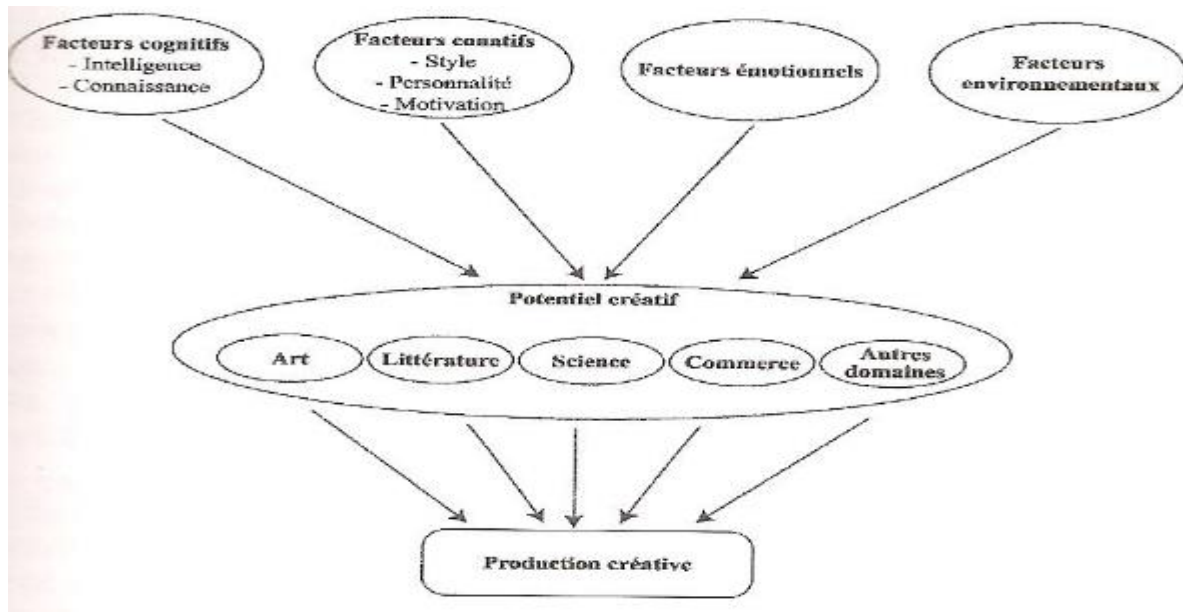 Facteurs cognitifs
- Intelligence
- Connaissance
Facteurs conatifs
- Style
- Personnalité
- Motivation
Facteurs émotionnels
Facteurs
environnementaux
Potentiel créatif
Art
Littérature
Science
Commerce
Autres
domaines
Production créative